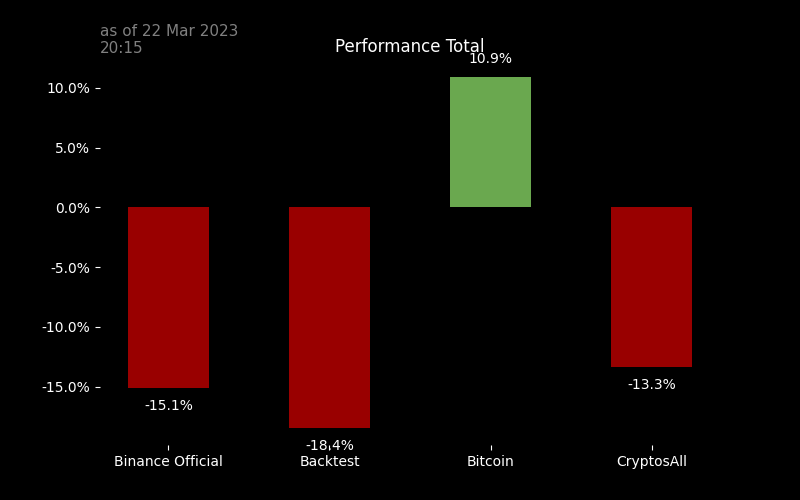 as of 22 Mar 2023
20:15
Performance Total
10.9%
10.0%
5.0%
0.0%
-5.0%
-10.0%
-15.0%
-15.1%
-18.4%
-13.3%
Binance Official
Backtest
Bitcoin
CryptosAll